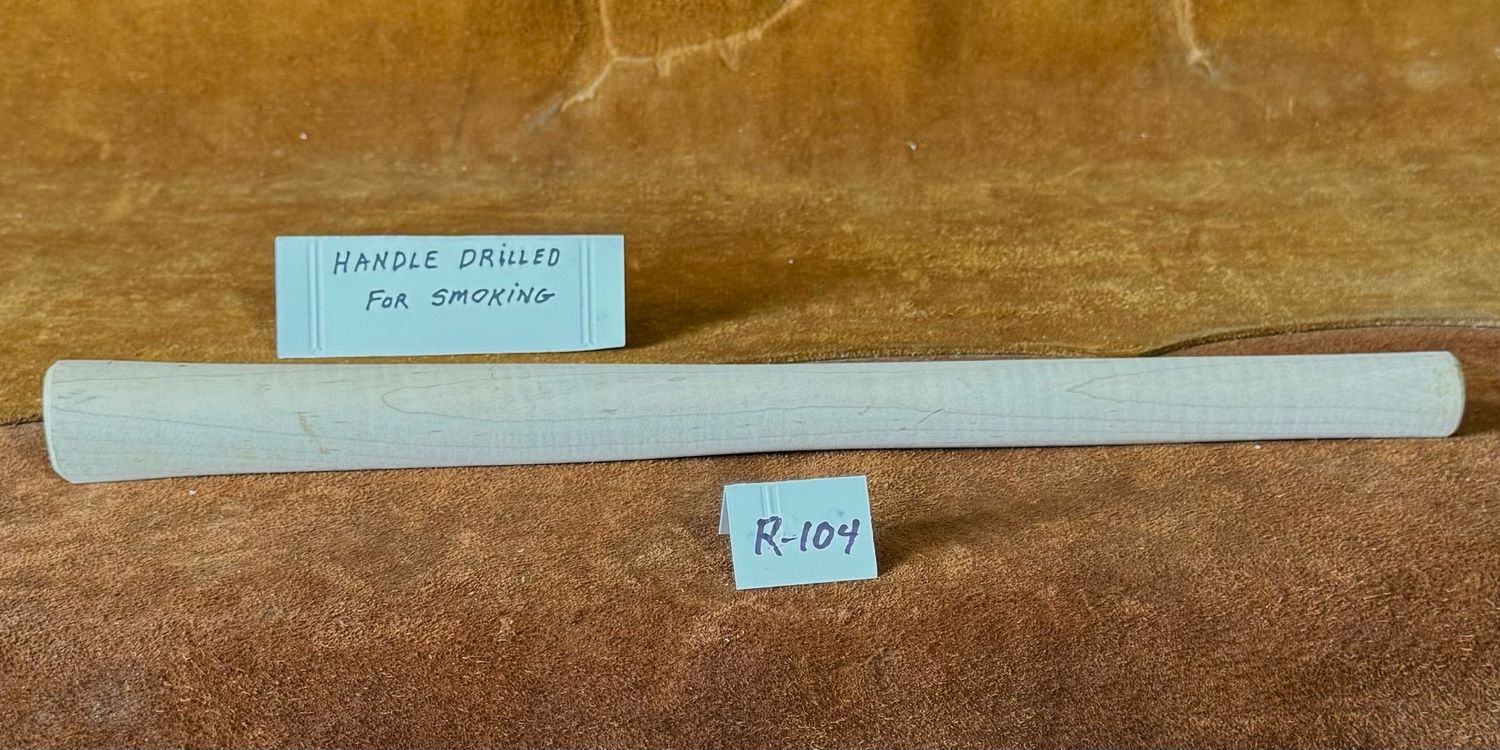 HANDLE DRiLLED
FOR SMOKiNG
R-104